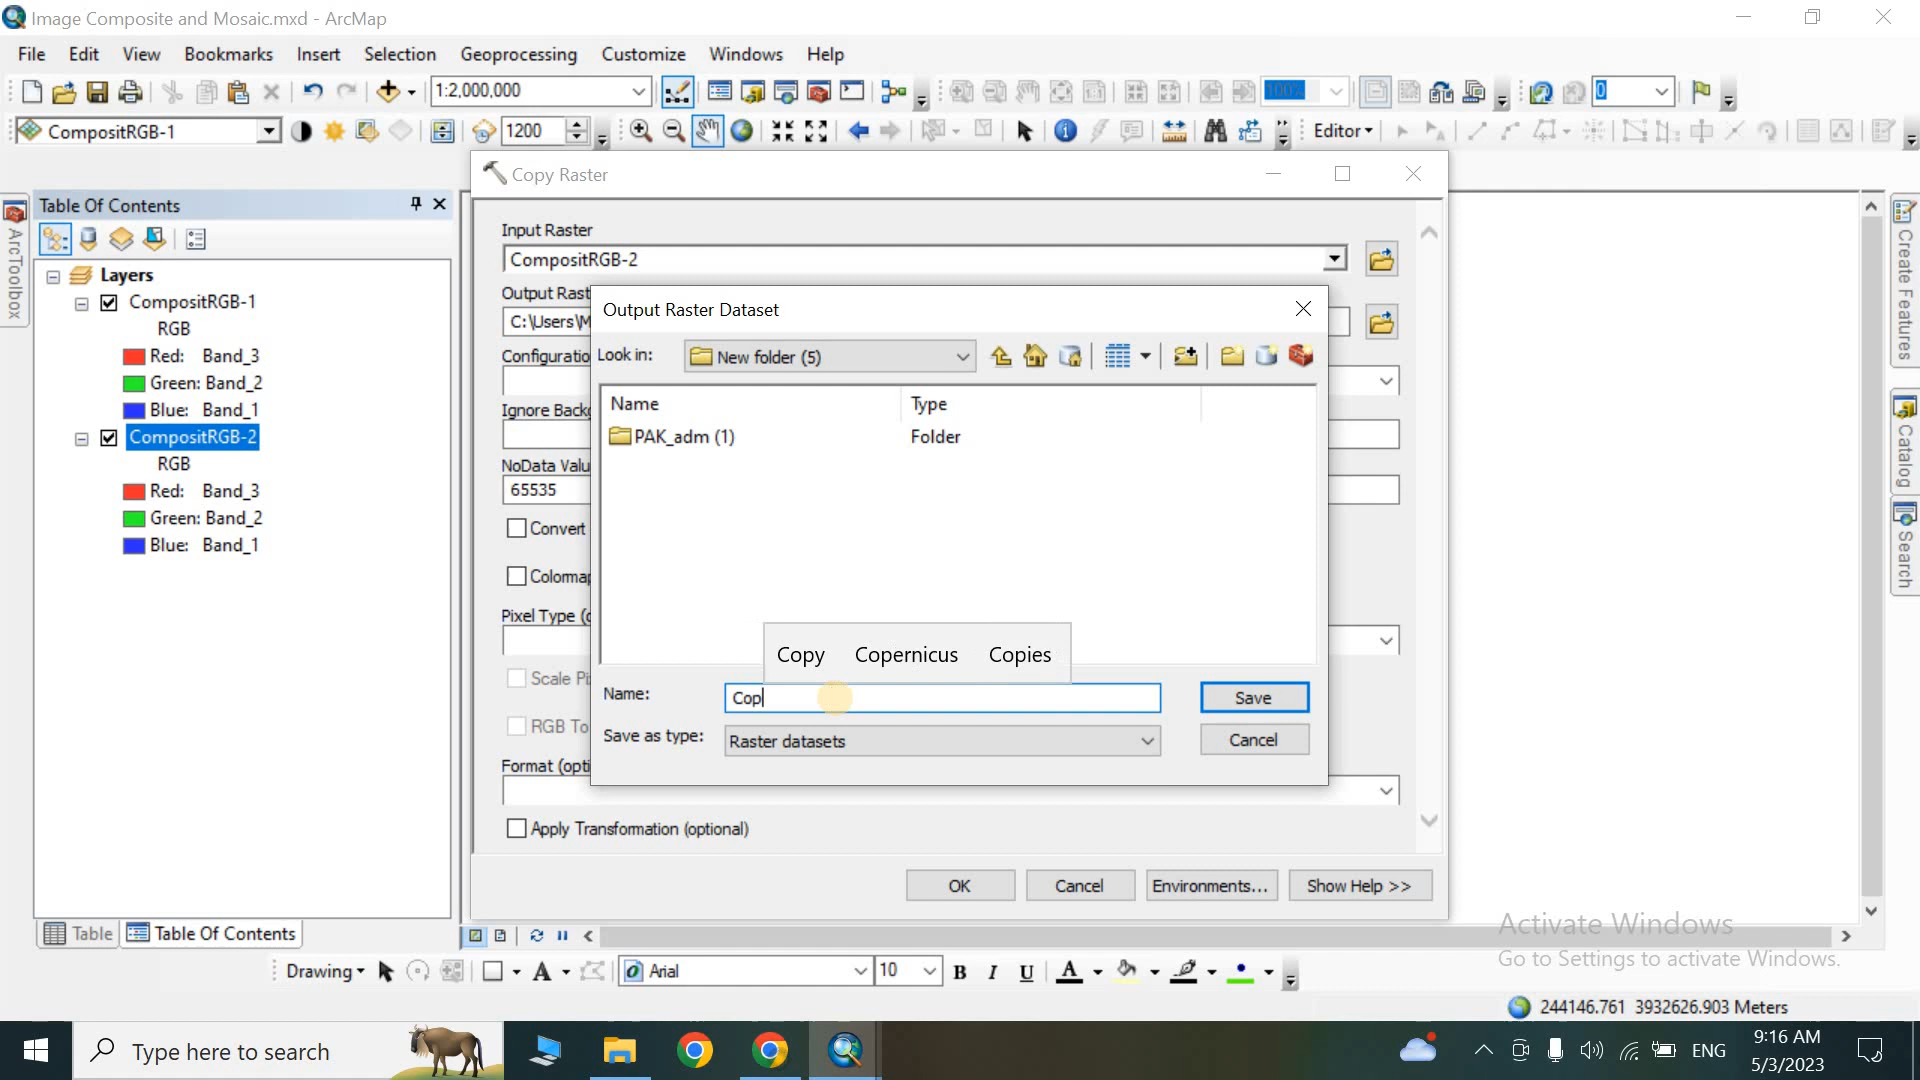 Image Composite and Mosaic.mxd - ArcMap
File Edit View Bookmarks Insert Selection Geoprocessing Customize Windows Help
1:2,000,000 100% 0
CompositRGB-1 1200 Editor
Copy Raster
Table Of Contents
ArcToolbox
Layers
CompositRGB-1
RGB
Red: Band_3
Green: Band_2
Blue: Band_1
CompositRGB-2
RGB
Red: Band_3
Green: Band_2
Blue: Band_1
Table Table Of Contents
Input Raster
CompositRGB-2
Output Rast
C:\Users\M
Configuratio
Ignore Backg
NoData Valu
65535
Convert
Colormap
Pixel Type (o
Scale Pi
RGB To
Format (opti
Apply Transformation (optional)
OK Cancel Environments... Show Help >>
Output Raster Dataset
Look in: New folder (5)
Name Type
PAK_adm (1) Folder
Copy Copernicus Copies
Name: Cop Save
Save as type: Raster datasets Cancel
Create Features
Catalog
Search
Activate Windows
Go to Settings to activate Windows.
Drawing A Arial 10 B I U A
244146.761 3932626.903 Meters
Type here to search
ENG
9:16 AM
5/3/2023